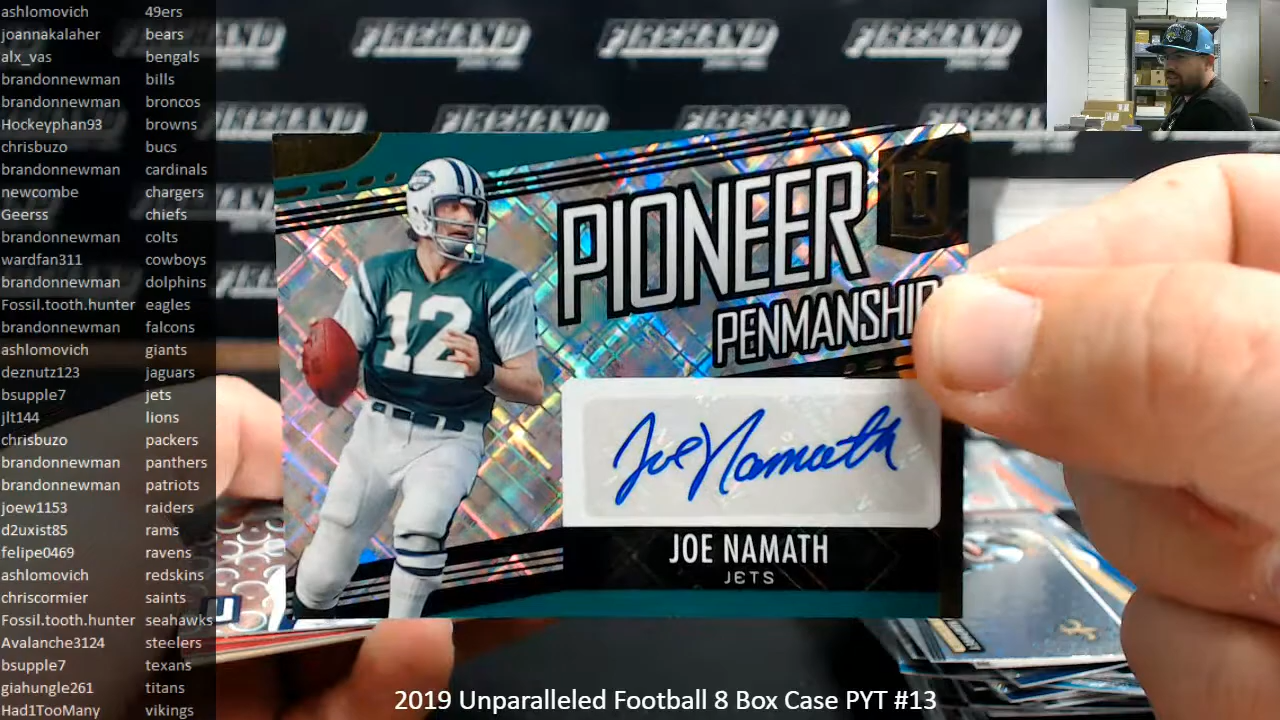 ashlomovich 49ers
joannakalaher bears
alx_vas bengals
brandonnewman bills
brandonnewman broncos
Hockeyphan93 browns
chrisbuzo bucs
brandonnewman cardinals
newcombe chargers
Geerss chiefs
brandonnewman colts
wardfan311 cowboys
brandonnewman dolphins
Fossil.tooth.hunter eagles
brandonnewman falcons
ashlomovich giants
deznutz123 jaguars
bsupple7 jets
jlt144 lions
chrisbuzo packers
brandonnewman panthers
brandonnewman patriots
joew1153 raiders
d2uxist85 rams
felipe0469 ravens
ashlomovich redskins
chriscormier saints
Fossil.tooth.hunter seahawks
Avalanche3124 steelers
bsupple7 texans
giahungle261 titans
Had1TooMany vikings
FIREHAND FIREHAND FIREHAND FIREHAND
PIONEER
PENMANSHIP
12
Joe Namath
JOE NAMATH
JETS
2019 Unparalleled Football 8 Box Case PYT #13